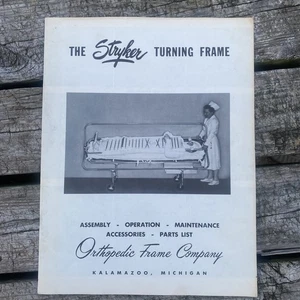 THE Stryker TURNING FRAME
ASSEMBLY - OPERATION - MAINTENANCE
ACCESSORIES - PARTS LIST
Orthopedic Frame Company
KALAMAZOO, MICHIGAN